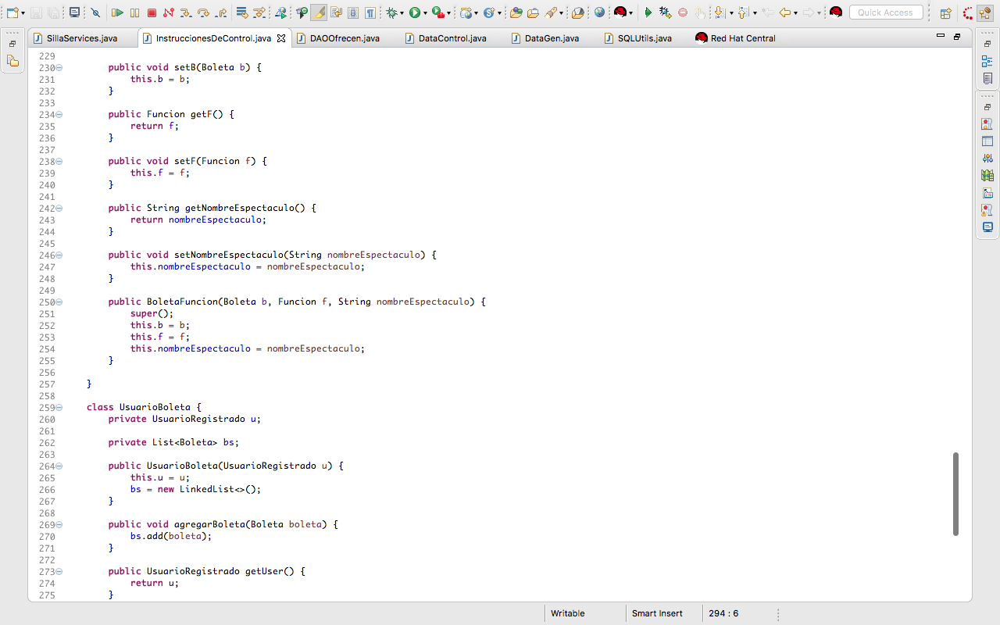 Quick Access
SillaServices.java
InstruccionesDeControl.java
DAOOfrecen.java
DataControl.java
DataGen.java
SQLUtils.java
Red Hat Central
229
230 public void setB(Boleta b) {
231 this.b = b;
232 }
233
234 public Funcion getF() {
235 return f;
236 }
237
238 public void setF(Funcion f) {
239 this.f = f;
240 }
241
242 public String getNombreEspectaculo() {
243 return nombreEspectaculo;
244 }
245
246 public void setNombreEspectaculo(String nombreEspectaculo) {
247 this.nombreEspectaculo = nombreEspectaculo;
248 }
249
250 public BoletaFuncion(Boleta b, Funcion f, String nombreEspectaculo) {
251 super();
252 this.b = b;
253 this.f = f;
254 this.nombreEspectaculo = nombreEspectaculo;
255 }
256
257 }
258
259 class UsuarioBoleta {
260 private UsuarioRegistrado u;
261
262 private List<Boleta> bs;
263
264 public UsuarioBoleta(UsuarioRegistrado u) {
265 this.u = u;
266 bs = new LinkedList<>();
267 }
268
269 public void agregarBoleta(Boleta boleta) {
270 bs.add(boleta);
271 }
272
273 public UsuarioRegistrado getUser() {
274 return u;
275 }
Writable
Smart Insert
294 : 6